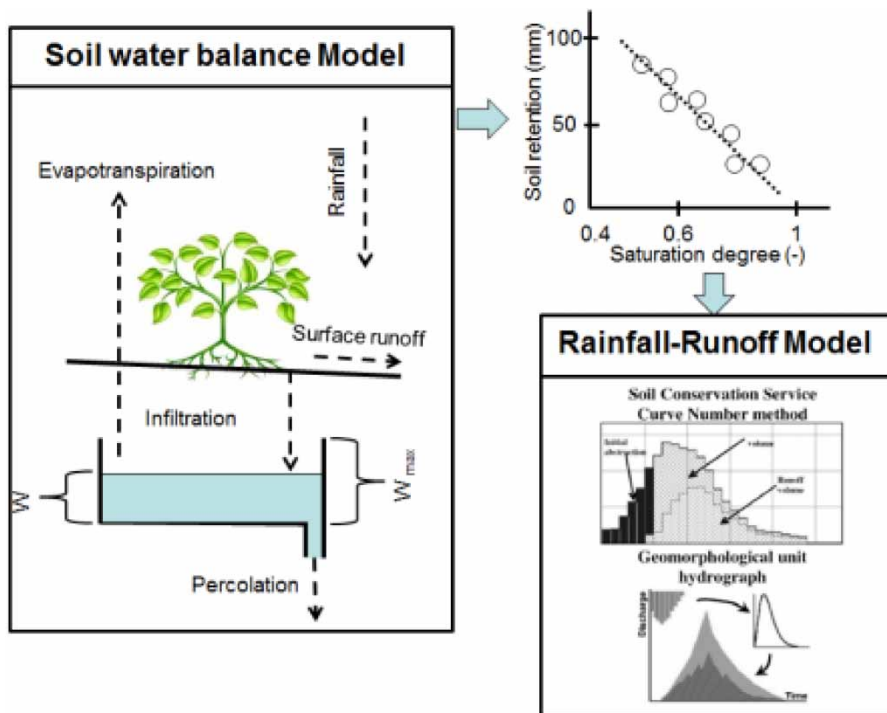 Soil water balance Model
Evapotranspiration
Rainfall
Surface runoff
Infiltration
W
W max
Percolation
Soil retention (mm)
100
50
0
0.4
0.6
1
Saturation degree (-)
Rainfall-Runoff Model
Soil Conservation Service
Curve Number method
Initial
abstraction
volume
Runoff
volume
Geomorphological unit
hydrograph
Discharge
Time